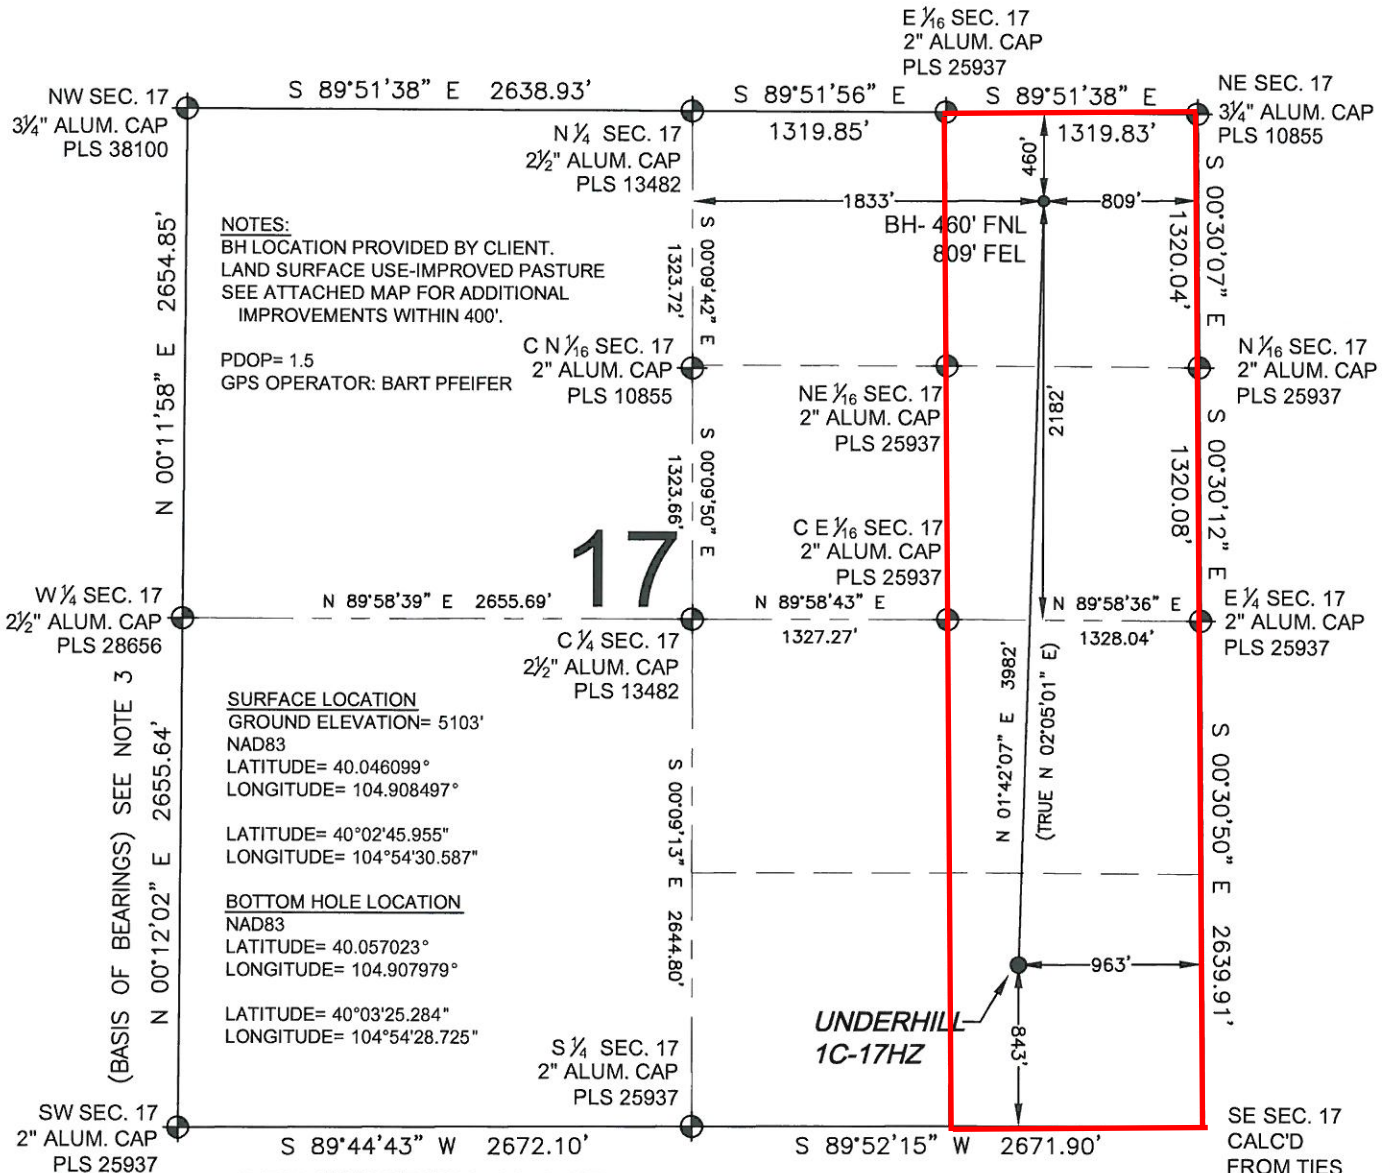 E 1/16 SEC. 17
2" ALUM. CAP
PLS 25937
NW SEC. 17
3¼" ALUM. CAP
PLS 38100
S 89°51'38" E 2638.93'
S 89°51'56" E
1319.85'
S 89°51'38" E
1319.83'
NE SEC. 17
3¼" ALUM. CAP
PLS 10855
N ¼ SEC. 17
2½" ALUM. CAP
PLS 13482
460'
1833'
809'
BH- 460' FNL
809' FEL
S 00°30'07" E
1320.04'
N 00°11'58" E 2654.85'
NOTES:
BH LOCATION PROVIDED BY CLIENT.
LAND SURFACE USE-IMPROVED PASTURE
SEE ATTACHED MAP FOR ADDITIONAL
IMPROVEMENTS WITHIN 400'.
PDOP= 1.5
GPS OPERATOR: BART PFEIFER
S 00°09'42" E
1323.72'
C N 1/16 SEC. 17
2" ALUM. CAP
PLS 10855
NE 1/16 SEC. 17
2" ALUM. CAP
PLS 25937
N 1/16 SEC. 17
2" ALUM. CAP
PLS 25937
2182'
S 00°09'50" E
1323.66'
S 00°30'12" E
1320.08'
C E 1/16 SEC. 17
2" ALUM. CAP
PLS 25937
17
W ¼ SEC. 17
2½" ALUM. CAP
PLS 28656
N 89°58'39" E 2655.69'
C ¼ SEC. 17
2½" ALUM. CAP
PLS 13482
N 89°58'43" E
1327.27'
N 89°58'36" E
1328.04'
E ¼ SEC. 17
2" ALUM. CAP
PLS 25937
(BASIS OF BEARINGS) SEE NOTE 3
N 00°12'02" E 2655.64'
SURFACE LOCATION
GROUND ELEVATION= 5103'
NAD83
LATITUDE= 40.046099°
LONGITUDE= 104.908497°
LATITUDE= 40°02'45.955"
LONGITUDE= 104°54'30.587"
BOTTOM HOLE LOCATION
NAD83
LATITUDE= 40.057023°
LONGITUDE= 104.907979°
LATITUDE= 40°03'25.284"
LONGITUDE= 104°54'28.725"
S 00°09'13" E 2644.80'
N 01°42'07" E 3982'
(TRUE N 02°05'01" E)
S 00°30'50" E 2639.91'
963'
UNDERHILL
1C-17HZ
843'
S ¼ SEC. 17
2" ALUM. CAP
PLS 25937
SW SEC. 17
2" ALUM. CAP
PLS 25937
S 89°44'43" W 2672.10'
S 89°52'15" W 2671.90'
SE SEC. 17
CALC'D
FROM TIES